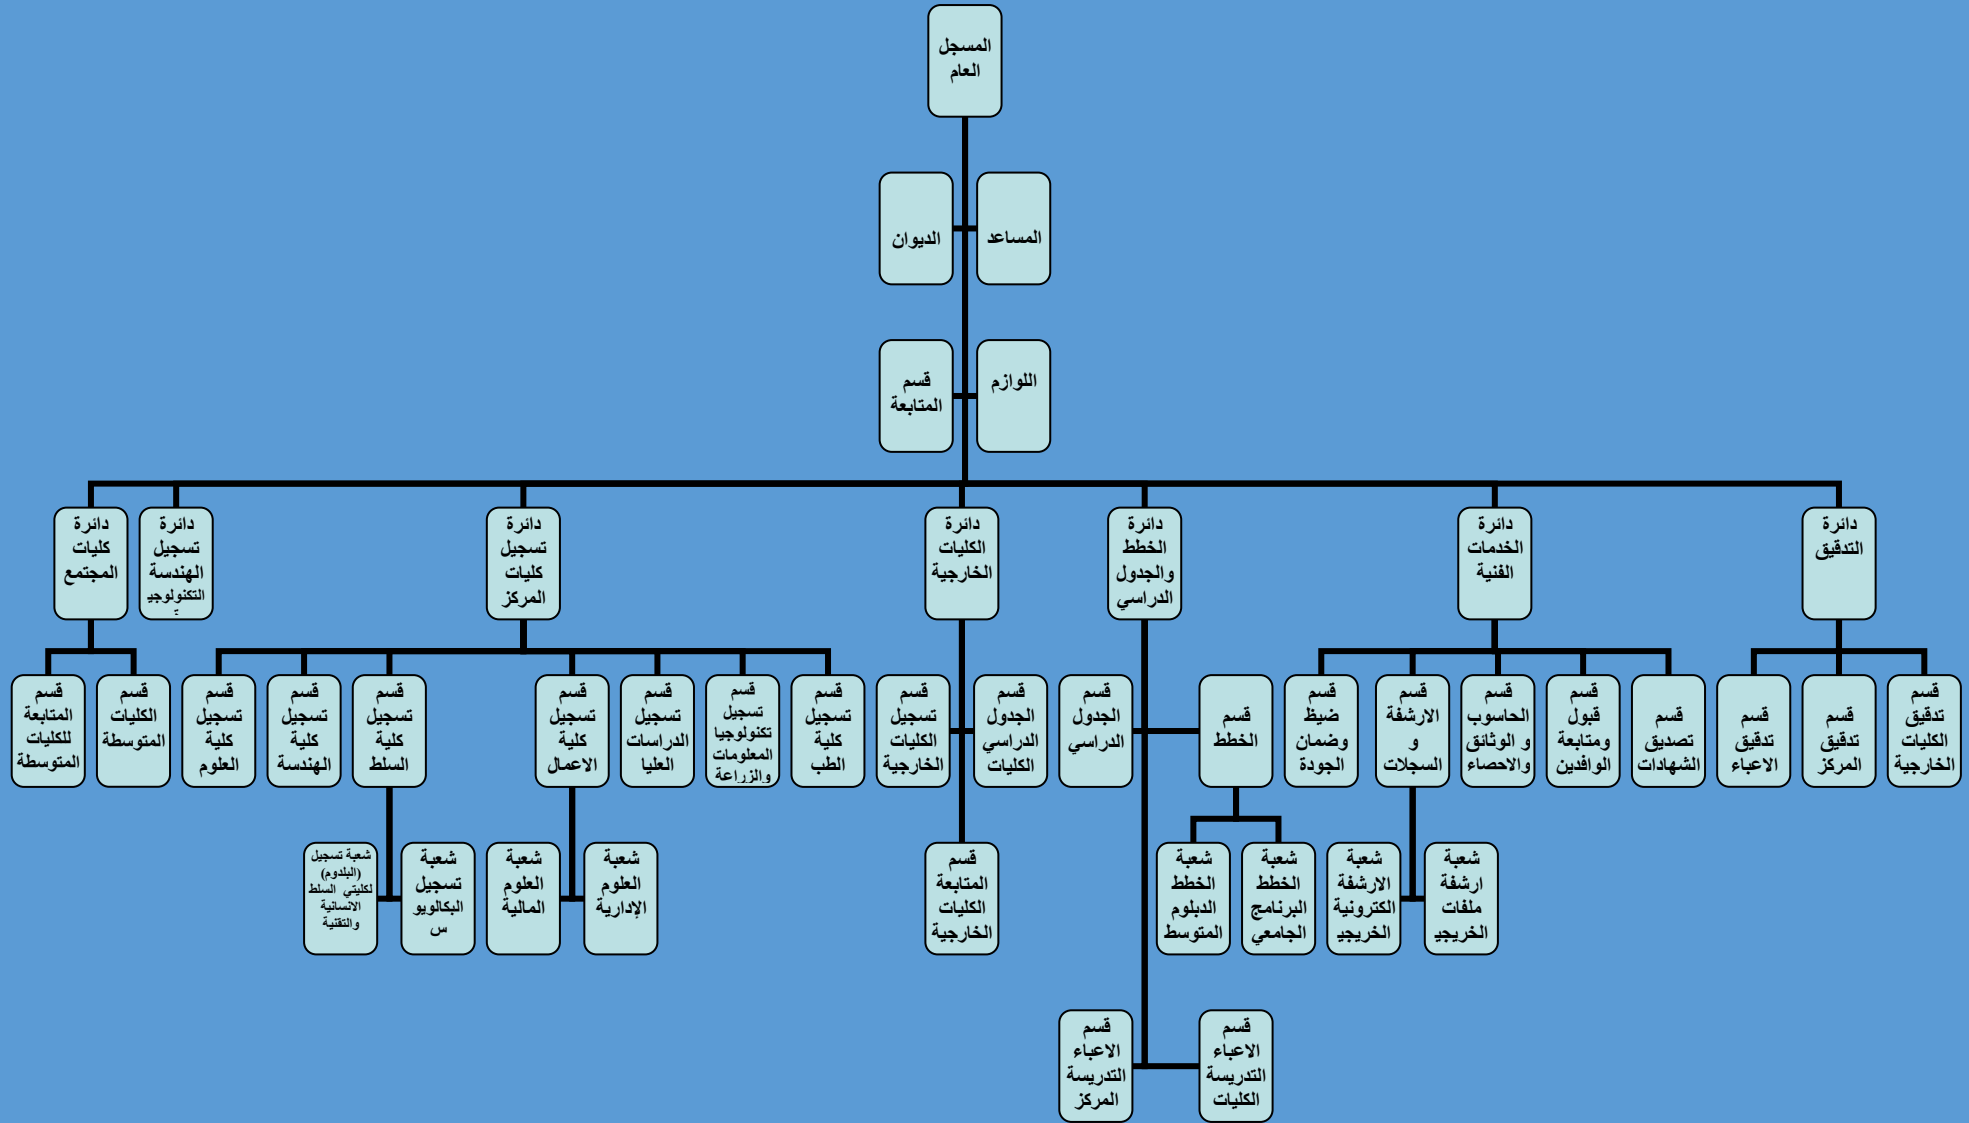 المسجل
العام
المساعد
الديوان
اللوازم
قسم
المتابعة
دائرة
التدقيق
دائرة
الخدمات
الفنية
دائرة
الخطط
والجدول
الدراسي
دائرة
الكليات
الخارجية
دائرة
تسجيل
كليات
المركز
دائرة
تسجيل
الهندسة
التكنولوجي
ة
دائرة
كليات
المجتمع
قسم
تدقيق
الكليات
الخارجية
قسم
تدقيق
المركز
قسم
تدقيق
الاعباء
قسم
تصديق
الشهادات
قسم
قبول
ومتابعة
الوافدين
قسم
الحاسوب
و الوثائق
والاحصاء
قسم
الارشفة
و
السجلات
قسم
ضيظ
وضمان
الجودة
قسم
الخطط
قسم
الجدول
الدراسي
قسم
الجدول
الدراسي
الكليات
قسم
تسجيل
الكليات
الخارجية
قسم
تسجيل
كلية
الطب
قسم
تسجيل
تكنولوجيا
المعلومات
والزراعة
قسم
تسجيل
الدراسات
العليا
قسم
تسجيل
كلية
الاعمال
قسم
تسجيل
كلية
السلط
قسم
تسجيل
كلية
الهندسة
قسم
تسجيل
كلية
العلوم
قسم
الكليات
المتوسطة
قسم
المتابعة
للكليات
المتوسطة
شعبة
ارشفة
ملفات
الخريجي
شعبة
الارشفة
الكترونية
الخريجي
شعبة
الخطط
البرنامج
الجامعي
شعبة
الخطط
الدبلوم
المتوسط
قسم
المتابعة
الكليات
الخارجية
شعبة
العلوم
الإدارية
شعبة
العلوم
المالية
شعبة
تسجيل
البكالويو
س
شعبة تسجيل
(البلدوم)
لكليتي السلط
الانسانية
والتقنية
قسم
الاعباء
التدريسة
الكليات
قسم
الاعباء
التدريسة
المركز